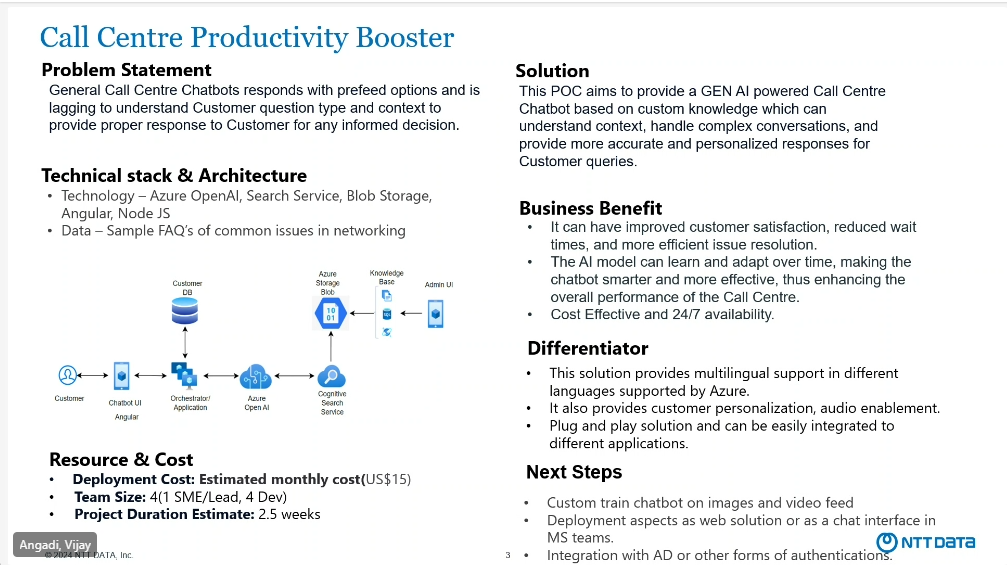 Call Centre Productivity Booster
Problem Statement
General Call Centre Chatbots responds with prefeed options and is
lagging to understand Customer question type and context to
provide proper response to Customer for any informed decision.
Technical stack & Architecture
• Technology – Azure OpenAI, Search Service, Blob Storage,
Angular, Node JS
• Data – Sample FAQ's of common issues in networking
Customer
DB
Azure
Storage
Blob
Knowledge
Base
Admin UI
10
01
SQL
Customer
Chatbot UI
Angular
Orchestrator/
Application
Azure
Open AI
Cognitive
Search
Service
Resource & Cost
• Deployment Cost: Estimated monthly cost(US$15)
• Team Size: 4(1 SME/Lead, 4 Dev)
• Project Duration Estimate: 2.5 weeks
Solution
This POC aims to provide a GEN AI powered Call Centre
Chatbot based on custom knowledge which can
understand context, handle complex conversations, and
provide more accurate and personalized responses for
Customer queries.
Business Benefit
• It can have improved customer satisfaction, reduced wait
times, and more efficient issue resolution.
• The AI model can learn and adapt over time, making the
chatbot smarter and more effective, thus enhancing the
overall performance of the Call Centre.
• Cost Effective and 24/7 availability.
Differentiator
• This solution provides multilingual support in different
languages supported by Azure.
• It also provides customer personalization, audio enablement.
• Plug and play solution and can be easily integrated to
different applications.
Next Steps
• Custom train chatbot on images and video feed
• Deployment aspects as web solution or as a chat interface in
MS teams.
• Integration with AD or other forms of authentications.
Angadi, Vijay
© 2024 NTT DATA, Inc.
3
NTT DATA